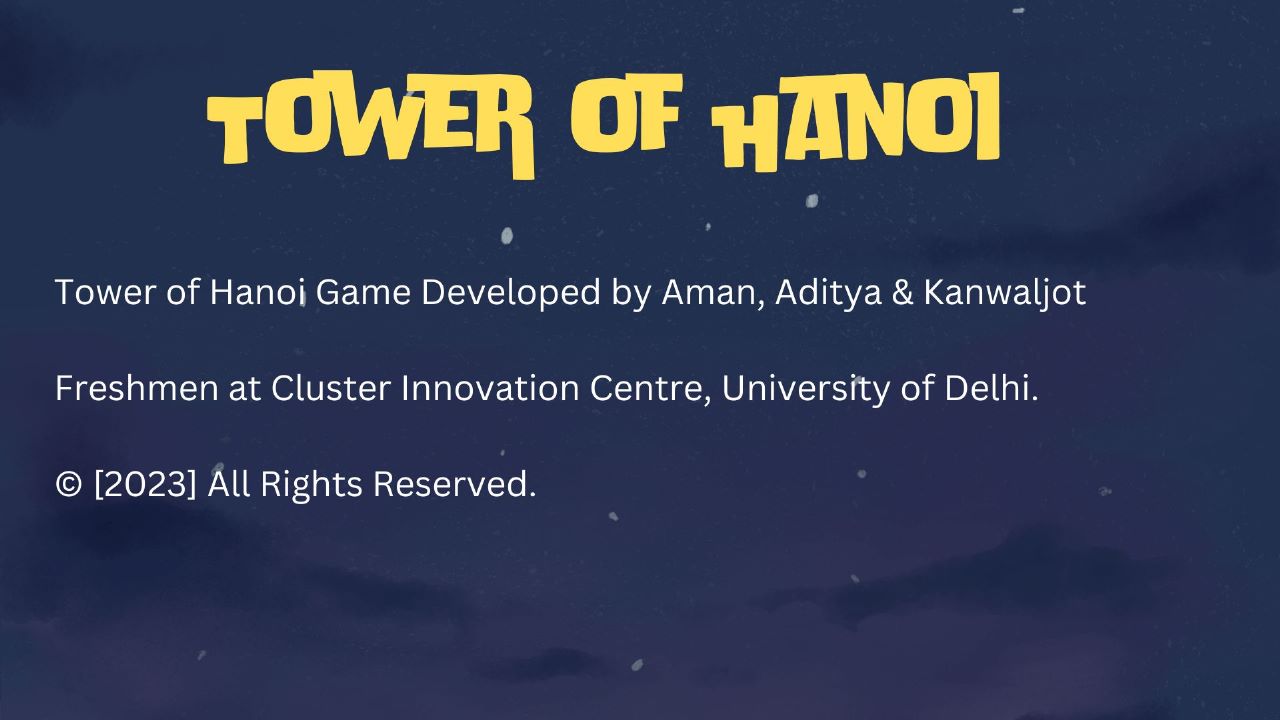 TOWER OF HANOI
Tower of Hanoi Game Developed by Aman, Aditya & Kanwaljot
Freshmen at Cluster Innovation Centre, University of Delhi.
© [2023] All Rights Reserved.